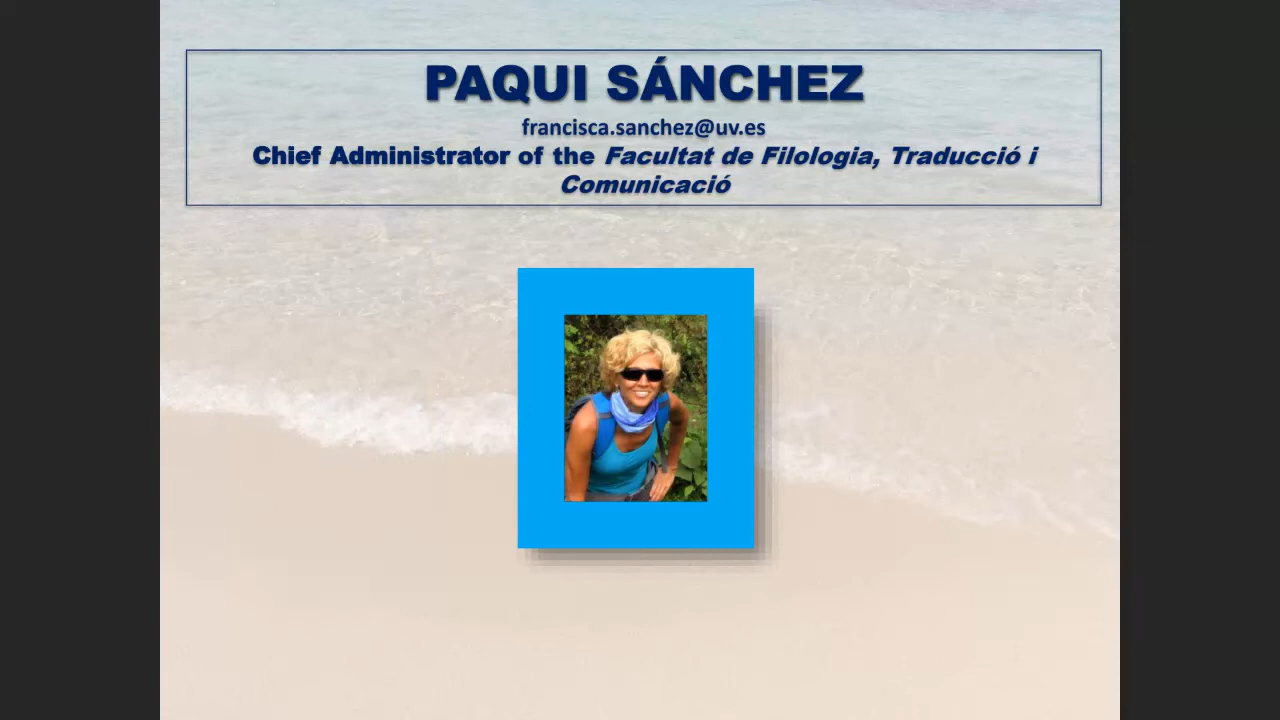 PAQUI SÁNCHEZ
francisca.sanchez@uv.es
Chief Administrator of the Facultat de Filologia, Traducció i
Comunicació